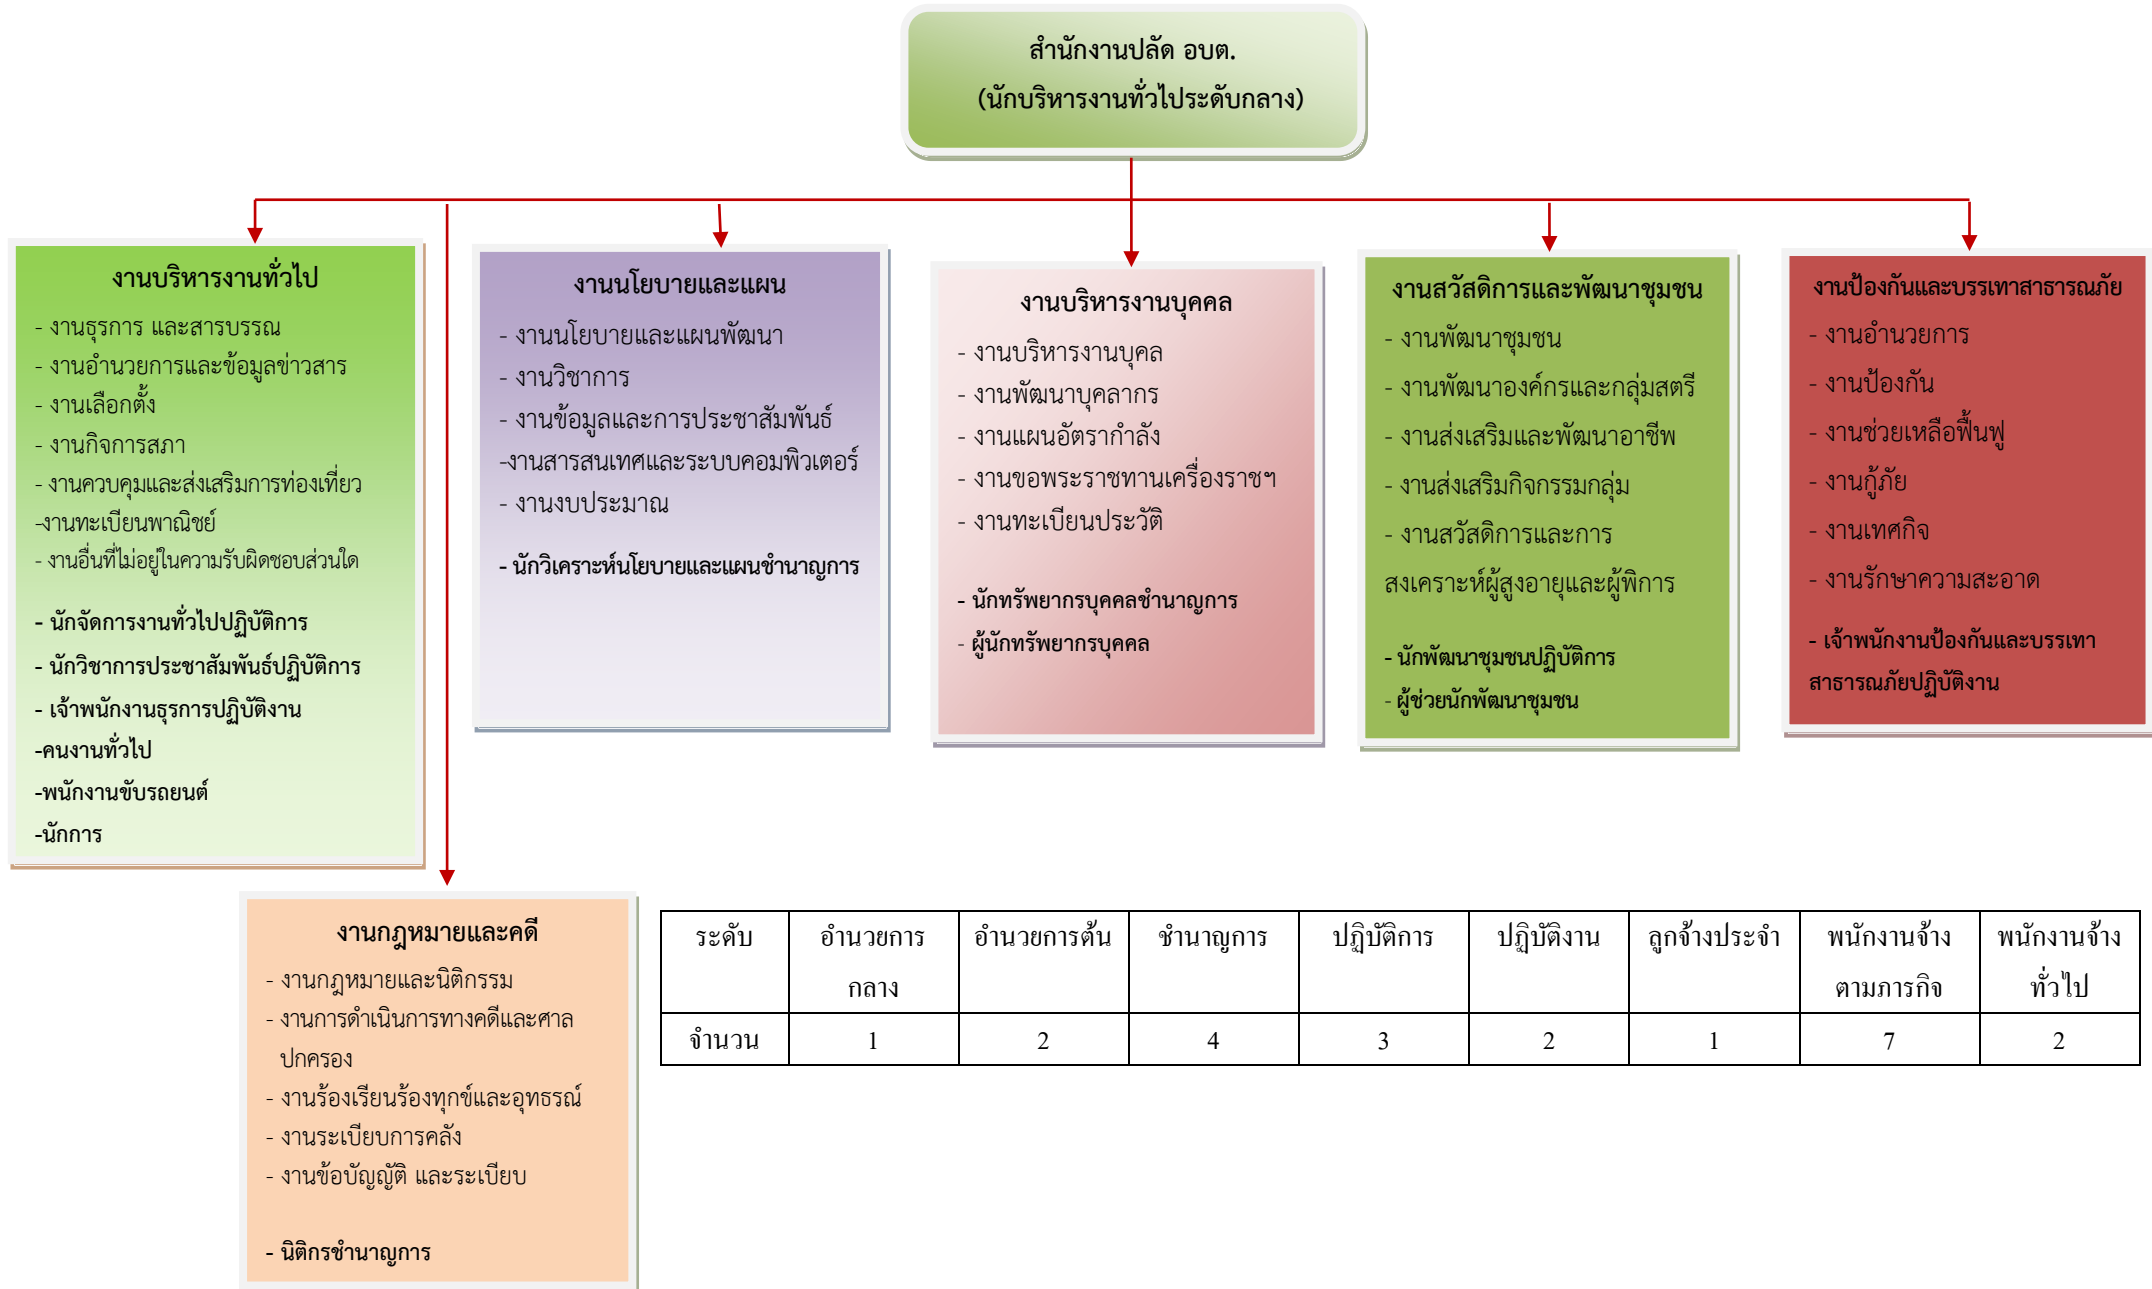 สำนักงานปลัด อบต.
(นักบริหารงานทั่วไประดับกลาง)
งานบริหารงานทั่วไป
- งานธุรการ และสารบรรณ
- งานอำนวยการและข้อมูลข่าวสาร
- งานเลือกตั้ง
- งานกิจการสภา
- งานควบคุมและส่งเสริมการท่องเที่ยว
-งานทะเบียนพาณิชย์
- งานอื่นที่ไม่อยู่ในความรับผิดชอบส่วนใด
- นักจัดการงานทั่วไปปฏิบัติการ
- นักวิชาการประชาสัมพันธ์ปฏิบัติการ
- เจ้าพนักงานธุรการปฏิบัติงาน
-คนงานทั่วไป
-พนักงานขับรถยนต์
-นักการ
งานนโยบายและแผน
- งานนโยบายและแผนพัฒนา
- งานวิชาการ
- งานข้อมูลและการประชาสัมพันธ์
-งานสารสนเทศและระบบคอมพิวเตอร์
- งานงบประมาณ
- นักวิเคราะห์นโยบายและแผนชำนาญการ
งานบริหารงานบุคคล
- งานบริหารงานบุคล
- งานพัฒนาบุคลากร
- งานแผนอัตรากำลัง
- งานขอพระราชทานเครื่องราชฯ
- งานทะเบียนประวัติ
- นักทรัพยากรบุคคลชำนาญการ
- ผู้นักทรัพยากรบุคคล
งานสวัสดิการและพัฒนาชุมชน
- งานพัฒนาชุมชน
- งานพัฒนาองค์กรและกลุ่มสตรี
- งานส่งเสริมและพัฒนาอาชีพ
- งานส่งเสริมกิจกรรมกลุ่ม
- งานสวัสดิการและการ
สงเคราะห์ผู้สูงอายุและผู้พิการ
- นักพัฒนาชุมชนปฏิบัติการ
- ผู้ช่วยนักพัฒนาชุมชน
งานป้องกันและบรรเทาสาธารณภัย
- งานอำนวยการ
- งานป้องกัน
- งานช่วยเหลือฟื้นฟู
- งานกู้ภัย
- งานเทศกิจ
- งานรักษาความสะอาด
- เจ้าพนักงานป้องกันและบรรเทา
สาธารณภัยปฏิบัติงาน
งานกฎหมายและคดี
- งานกฎหมายและนิติกรรม
- งานการดำเนินการทางคดีและศาล
ปกครอง
- งานร้องเรียนร้องทุกข์และอุทธรณ์
- งานระเบียบการคลัง
- งานข้อบัญญัติ และระเบียบ
- นิติกรชำนาญการ
ระดับ อำนวยการ อำนวยการต้น ชำนาญการ ปฏิบัติการ ปฏิบัติงาน ลูกจ้างประจำ พนักงานจ้าง พนักงานจ้าง
กลาง ตามภารกิจ ทั่วไป
จำนวน 1 2 4 3 2 1 7 2